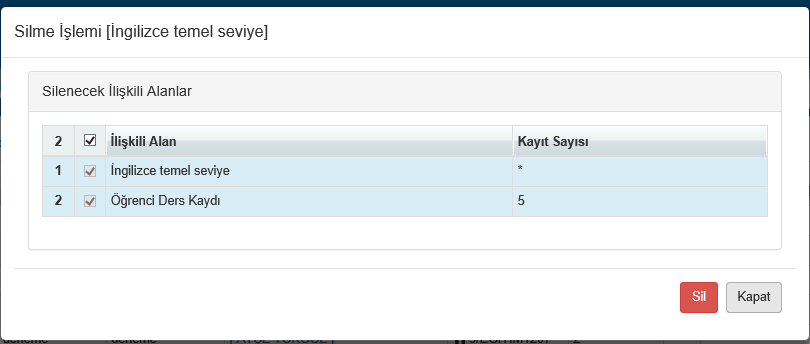 Silme İşlemi [İngilizce temel seviye]
Silenecek İlişkili Alanlar
2 İlişkili Alan Kayıt Sayısı
1 İngilizce temel seviye *
2 Öğrenci Ders Kaydı 5
Sil Kapat